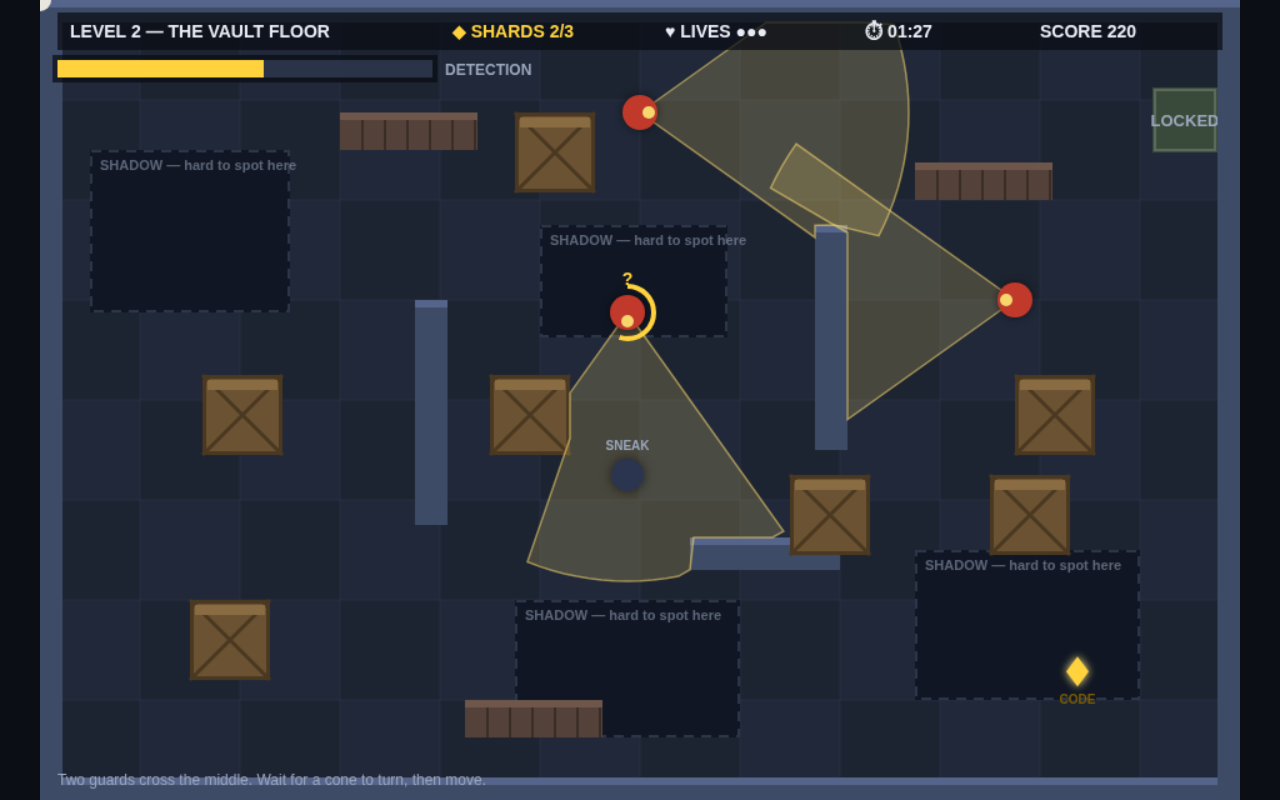 LEVEL 2 — THE VAULT FLOOR
◆ SHARDS 2/3
♥ LIVES ●●●
⏱ 01:27
SCORE 220
DETECTION
LOCKED
SHADOW — hard to spot here
SHADOW — hard to spot here
?
SNEAK
SHADOW — hard to spot here
SHADOW — hard to spot here
CODE
Two guards cross the middle. Wait for a cone to turn, then move.